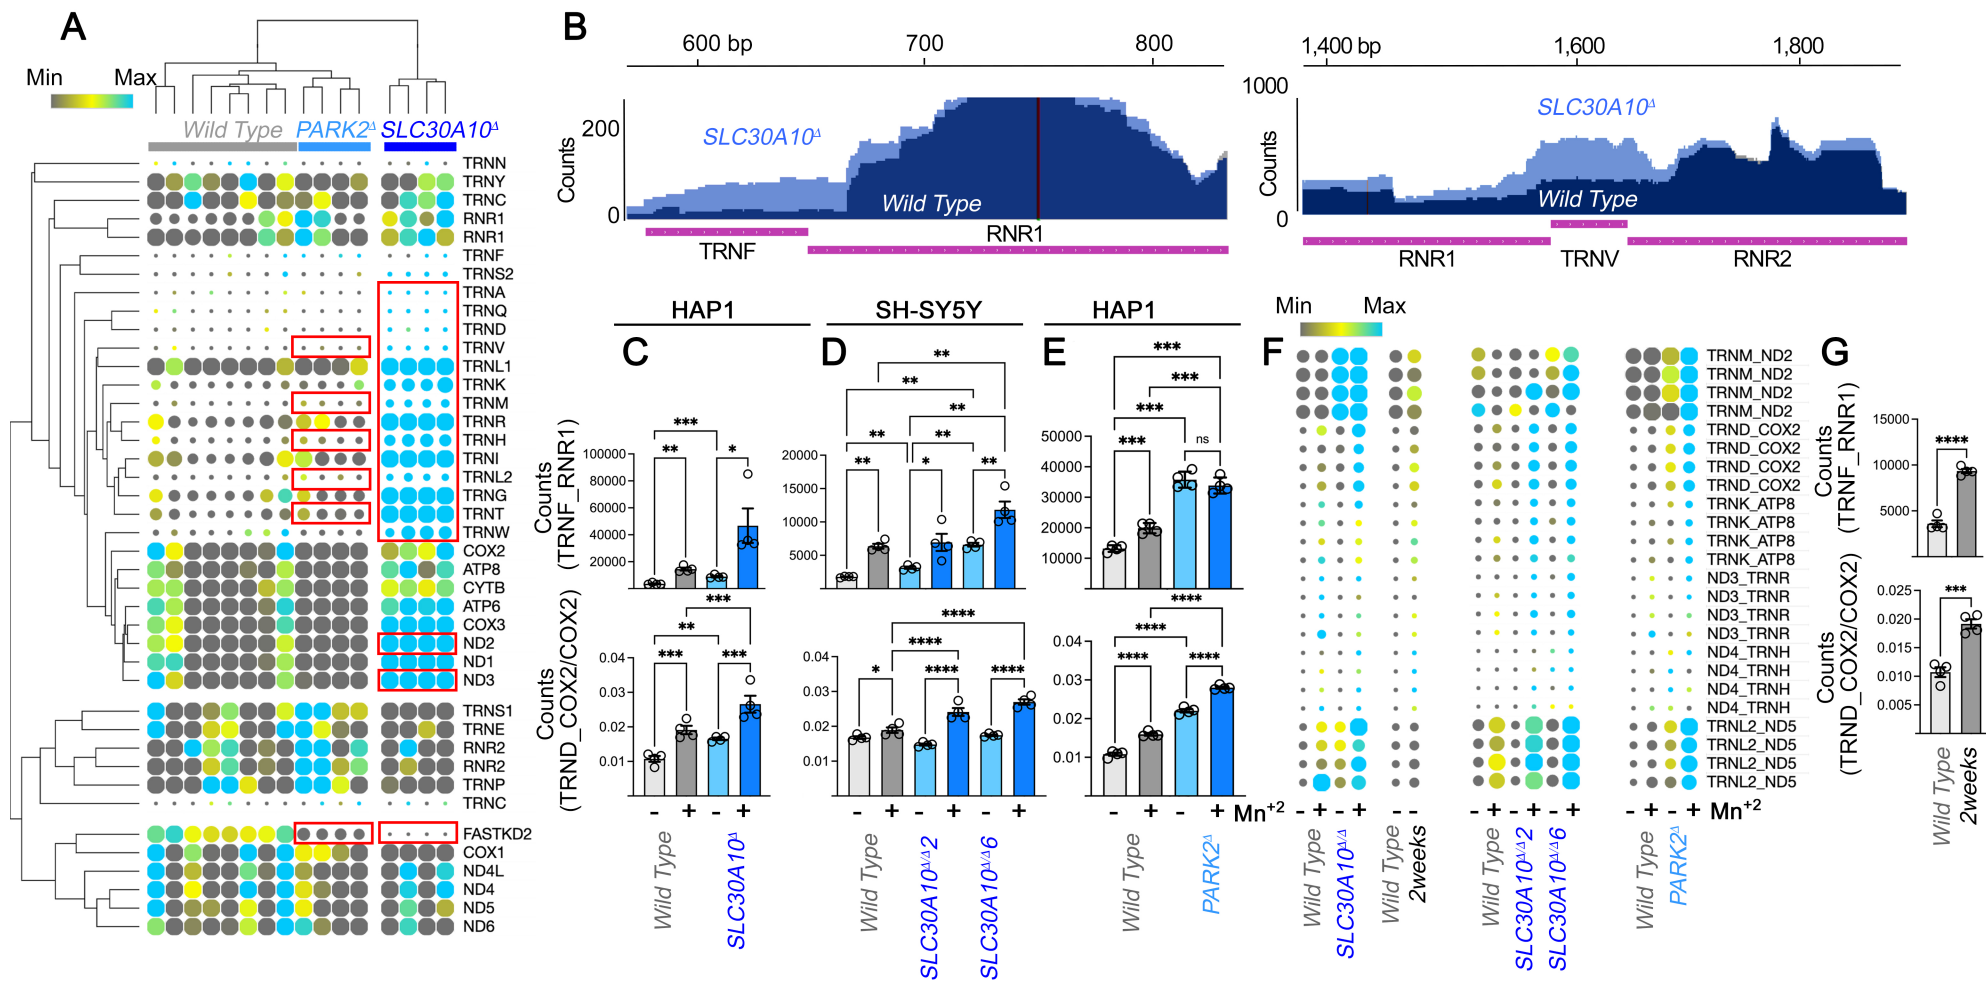 A
Min Max
Wild Type PARK2Δ SLC30A10Δ
TRNN
TRNY
TRNC
RNR1
RNR1
TRNF
TRNS2
TRNA
TRNQ
TRND
TRNV
TRNL1
TRNK
TRNM
TRNR
TRNH
TRNI
TRNL2
TRNG
TRNT
TRNW
COX2
ATP8
CYTB
ATP6
COX3
ND2
ND1
ND3
TRNS1
TRNE
RNR2
RNR2
TRNP
TRNC
FASTKD2
COX1
ND4L
ND4
ND5
ND6
B
600 bp 700 800
Counts
200
0
SLC30A10Δ
Wild Type
TRNF
RNR1
1,400 bp 1,600 1,800
Counts
1000
0
SLC30A10Δ
Wild Type
RNR1 TRNV RNR2
HAP1
C
Counts
(TRNF_RNR1)
100000
80000
60000
40000
20000
** *** *
Counts
(TRND_COX2/COX2)
0.04
0.03
0.02
0.01
*** ** *** ***
- + - +
Wild Type
SLC30A10Δ
SH-SY5Y
D
20000
15000
10000
5000
**
**
**
** **
** * **
0.04
0.03
0.02
0.01
****
****
* **** ****
- + - + - +
Wild Type
SLC30A10Δ/Δ2
SLC30A10Δ/Δ6
HAP1
E
50000
40000
30000
20000
10000
***
***
***
*** ns
0.04
0.03
0.02
0.01
****
****
**** ****
- + - + Mn+2
Wild Type
PARK2Δ
Min Max
F
TRNM_ND2
TRNM_ND2
TRNM_ND2
TRNM_ND2
TRND_COX2
TRND_COX2
TRND_COX2
TRND_COX2
TRNK_ATP8
TRNK_ATP8
TRNK_ATP8
TRNK_ATP8
ND3_TRNR
ND3_TRNR
ND3_TRNR
ND3_TRNR
ND4_TRNH
ND4_TRNH
ND4_TRNH
ND4_TRNH
TRNL2_ND5
TRNL2_ND5
TRNL2_ND5
TRNL2_ND5
- + - + - - - + - + - + - + - + Mn+2
Wild Type
SLC30A10Δ/Δ
Wild Type
2weeks
Wild Type
SLC30A10Δ/Δ2
SLC30A10Δ/Δ6
Wild Type
PARK2Δ
G
Counts
(TRNF_RNR1)
15000
10000
5000
****
Counts
(TRND_COX2/COX2)
0.025
0.020
0.015
0.010
0.005
***
Wild Type
2weeks